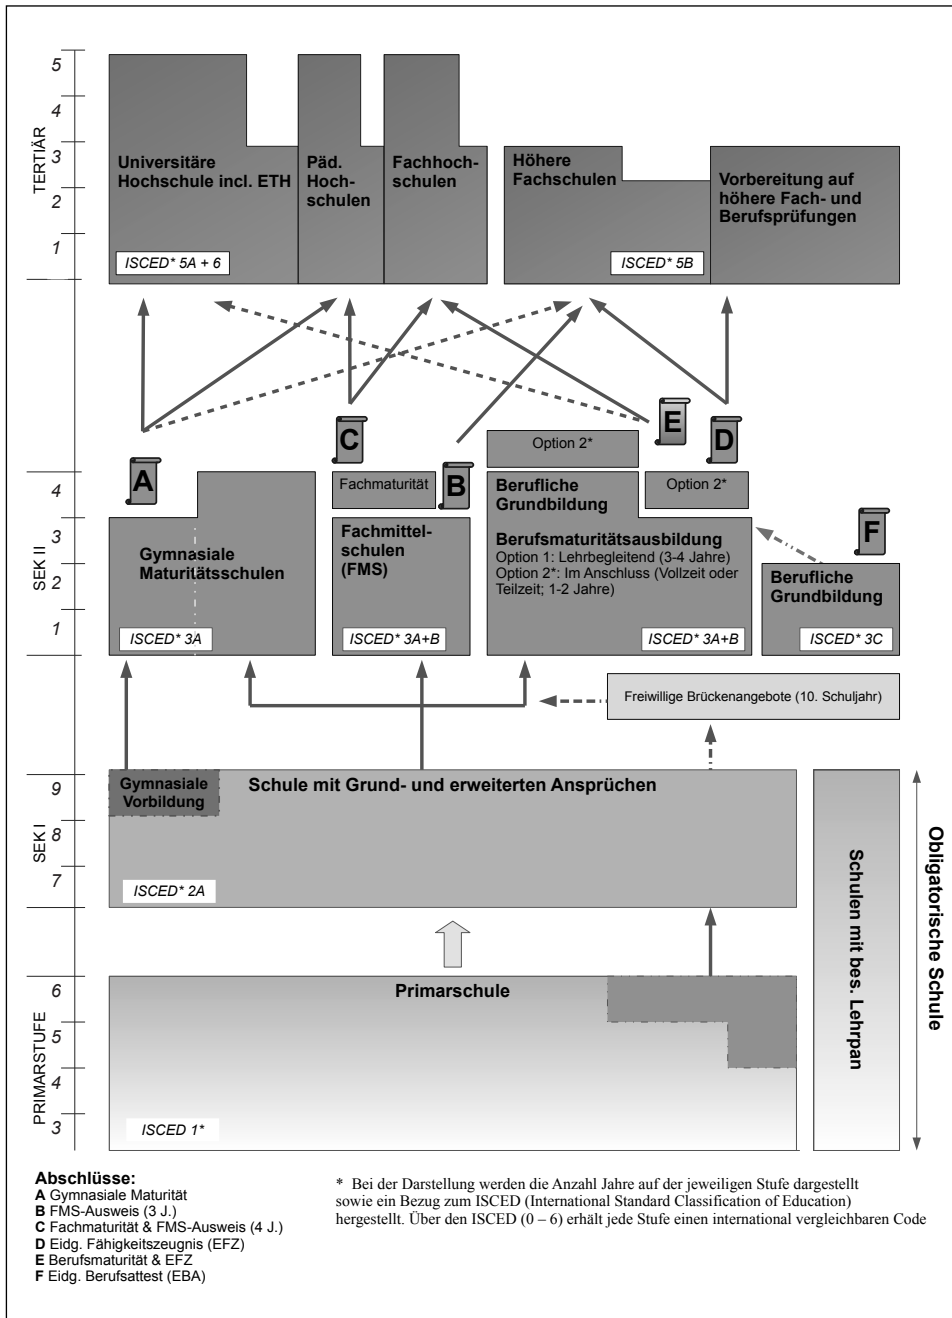 TERTIÄR
5
4
3
2
1
Universitäre
Hochschule incl. ETH
ISCED* 5A + 6
Päd.
Hoch-
schulen
Fachhoch-
schulen
Höhere
Fachschulen
ISCED* 5B
Vorbereitung auf
höhere Fach- und
Berufsprüfungen
A
C
B
E
D
F
SEK II
4
3
2
1
Gymnasiale
Maturitätsschulen
ISCED* 3A
Fachmaturität
Fachmittel-
schulen
(FMS)
ISCED* 3A+B
Option 2*
Berufliche
Grundbildung
Option 2*
Berufsmaturitätsausbildung
Option 1: Lehrbegleitend (3-4 Jahre)
Option 2*: Im Anschluss (Vollzeit oder
Teilzeit; 1-2 Jahre)
ISCED* 3A+B
Berufliche
Grundbildung
ISCED* 3C
Freiwillige Brückenangebote (10. Schuljahr)
SEK I
9
8
7
Gymnasiale
Vorbildung
Schule mit Grund- und erweiterten Ansprüchen
ISCED* 2A
PRIMARSTUFE
6
5
4
3
Primarschule
ISCED 1*
Schulen mit bes. Lehrpan
Obligatorische Schule
Abschlüsse:
A Gymnasiale Maturität
B FMS-Ausweis (3 J.)
C Fachmaturität & FMS-Ausweis (4 J.)
D Eidg. Fähigkeitszeugnis (EFZ)
E Berufsmaturität & EFZ
F Eidg. Berufsattest (EBA)
* Bei der Darstellung werden die Anzahl Jahre auf der jeweiligen Stufe dargestellt
sowie ein Bezug zum ISCED (International Standard Classification of Education)
hergestellt. Über den ISCED (0 – 6) erhält jede Stufe einen international vergleichbaren Code